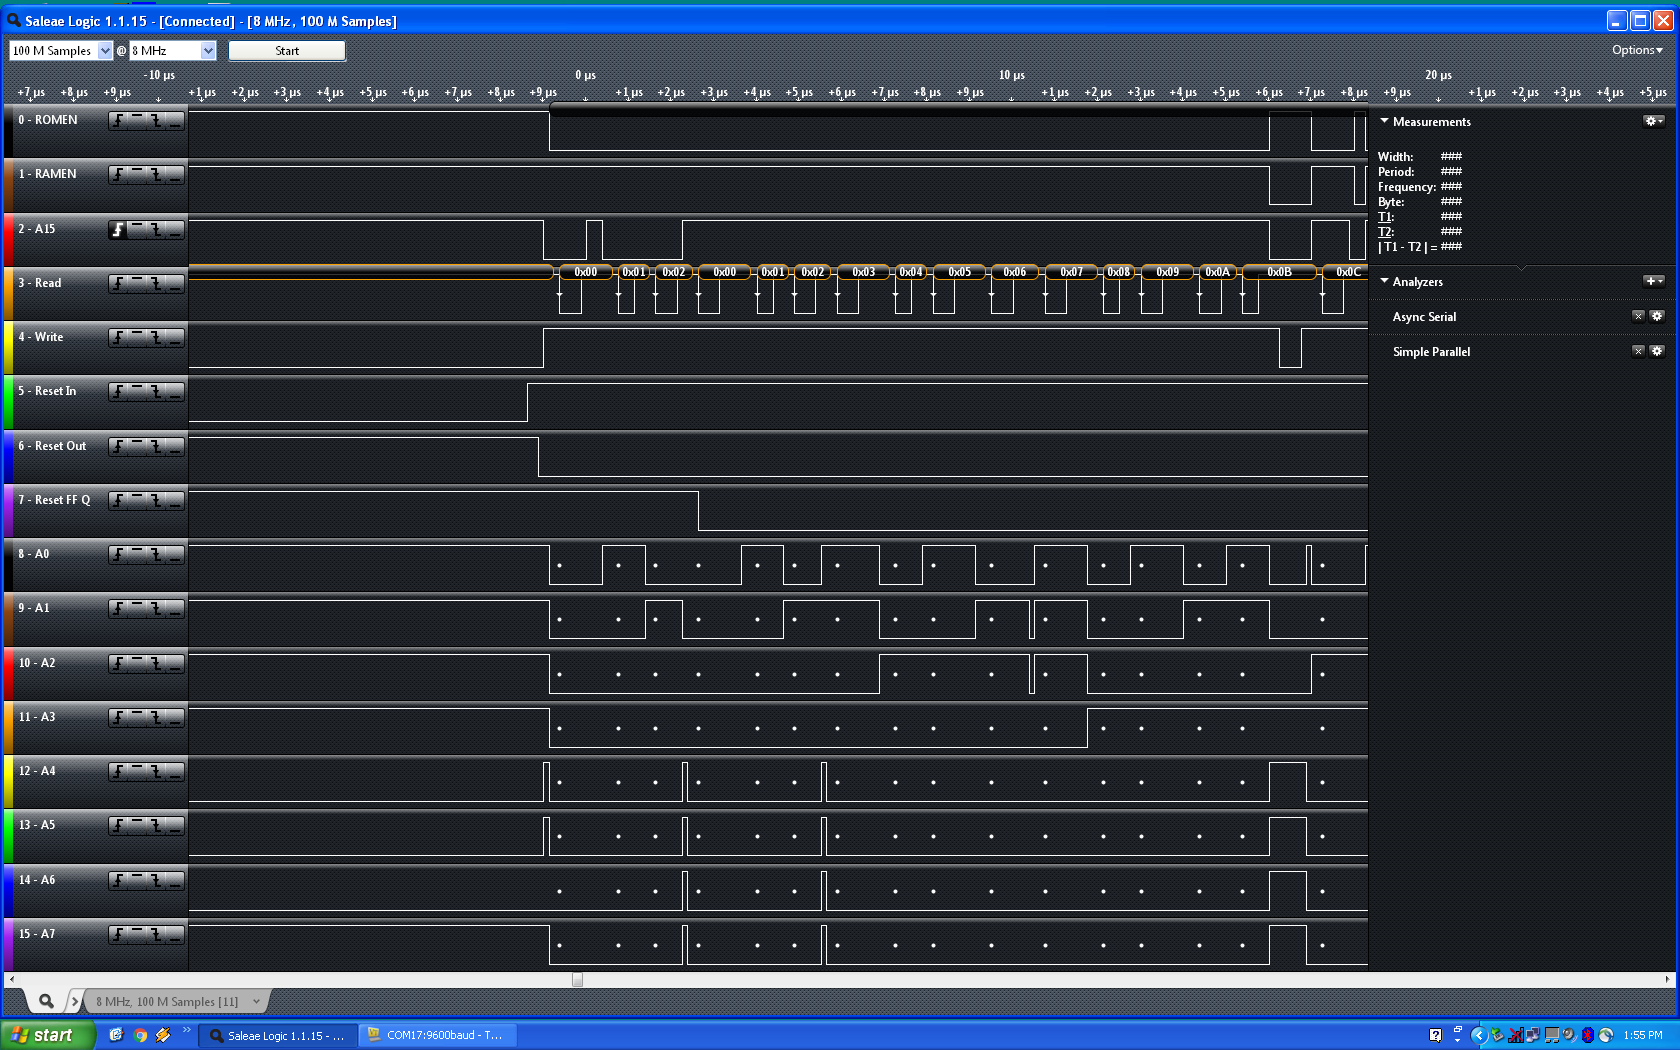 Saleae Logic 1.1.15 - [Connected] - [8 MHz, 100 M Samples]
100 M Samples @ 8 MHz Start Options
-10 µs 0 µs 10 µs 20 µs
+7 µs +8 µs +9 µs +1 µs +2 µs +3 µs +4 µs +5 µs +6 µs +7 µs +8 µs +9 µs +1 µs +2 µs +3 µs +4 µs +5 µs +6 µs +7 µs +8 µs +9 µs +1 µs +2 µs +3 µs +4 µs +5 µs +6 µs +7 µs +8 µs +9 µs +1 µs +2 µs +3 µs +4 µs +5 µs
0 - ROMEN
1 - RAMEN
2 - A15
3 - Read
0x00 0x01 0x02 0x00 0x01 0x02 0x03 0x04 0x05 0x06 0x07 0x08 0x09 0x0A 0x0B 0x0C
4 - Write
5 - Reset In
6 - Reset Out
7 - Reset FF Q
8 - A0
9 - A1
10 - A2
11 - A3
12 - A4
13 - A5
14 - A6
15 - A7
Measurements
Width: ###
Period: ###
Frequency: ###
Byte: ###
T1: ###
T2: ###
| T1 - T2 | = ###
Analyzers
Async Serial
Simple Parallel
8 MHz, 100 M Samples [11]
start
Saleae Logic 1.1.15 - ...
COM17:9600baud - T...
1:55 PM